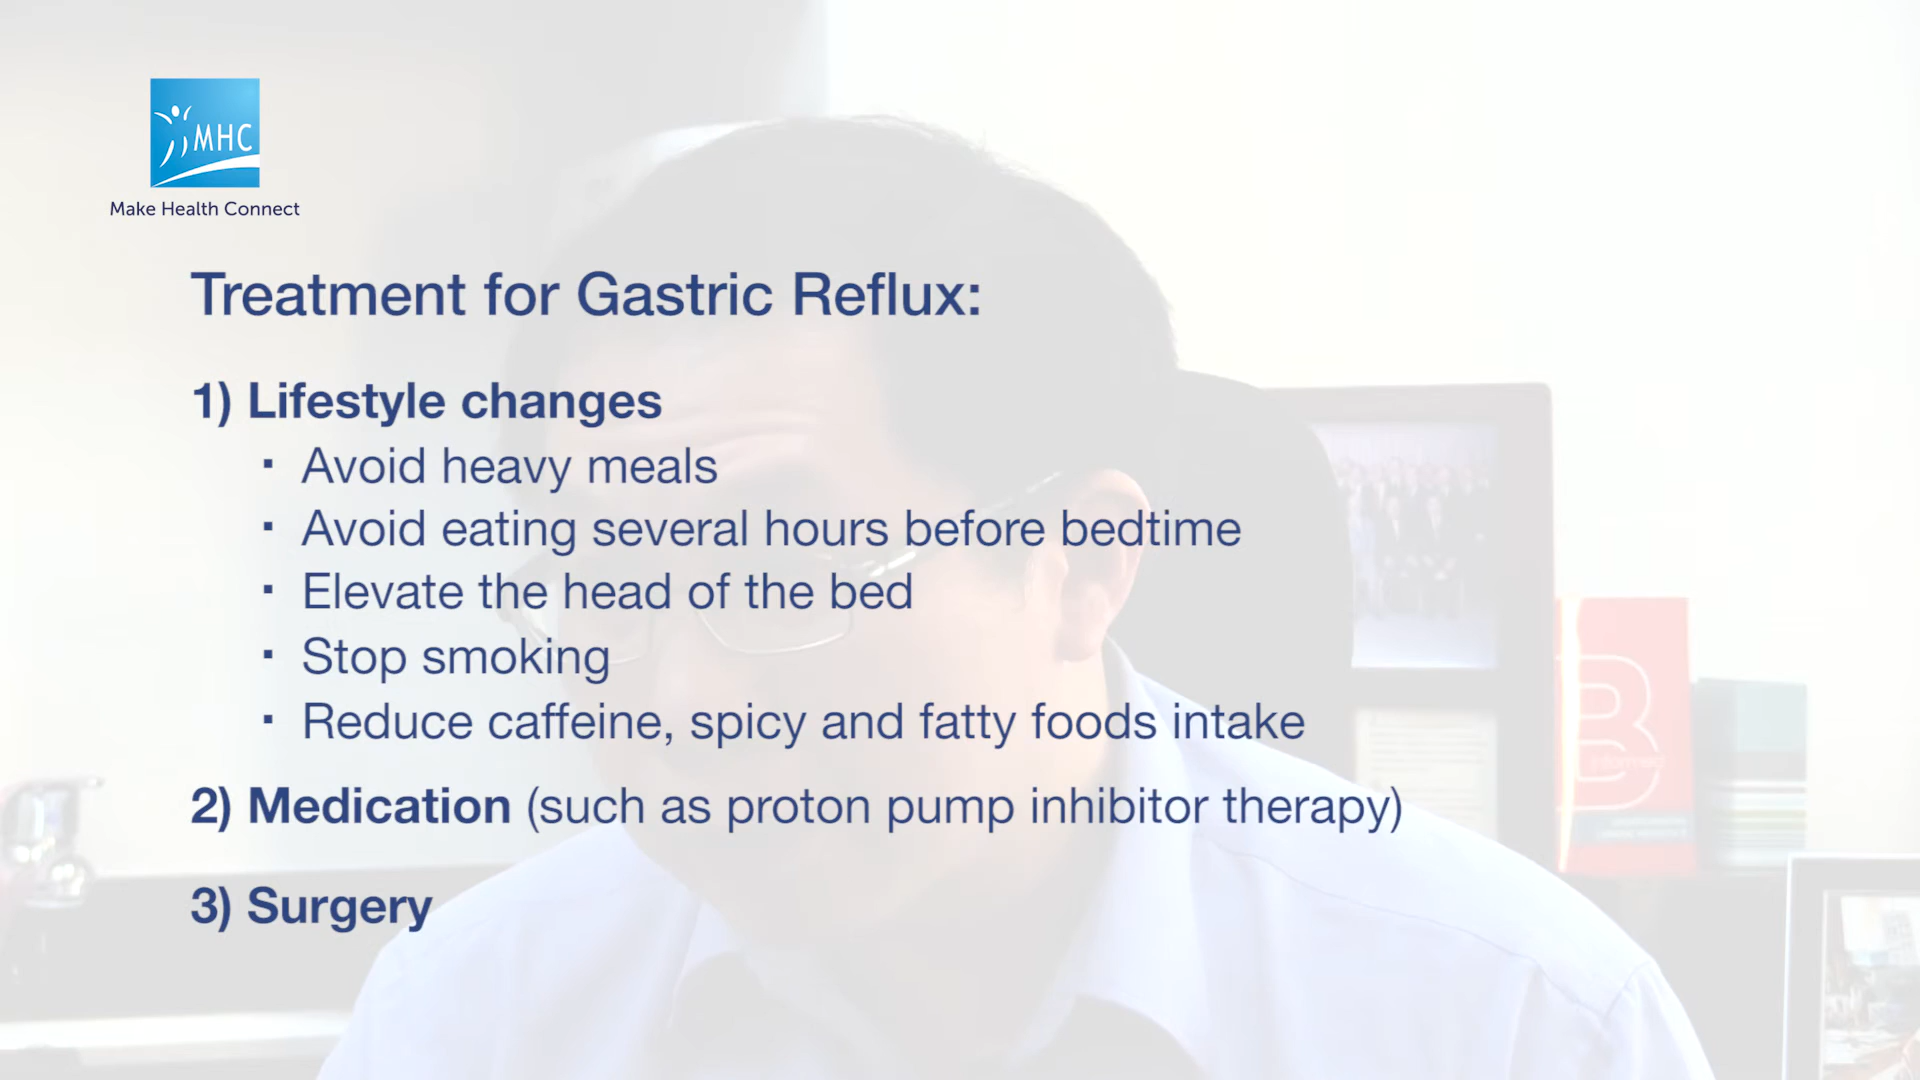 MHC
Make Health Connect
Treatment for Gastric Reflux:
1) Lifestyle changes
▪ Avoid heavy meals
▪ Avoid eating several hours before bedtime
▪ Elevate the head of the bed
▪ Stop smoking
▪ Reduce caffeine, spicy and fatty foods intake
2) Medication (such as proton pump inhibitor therapy)
3) Surgery